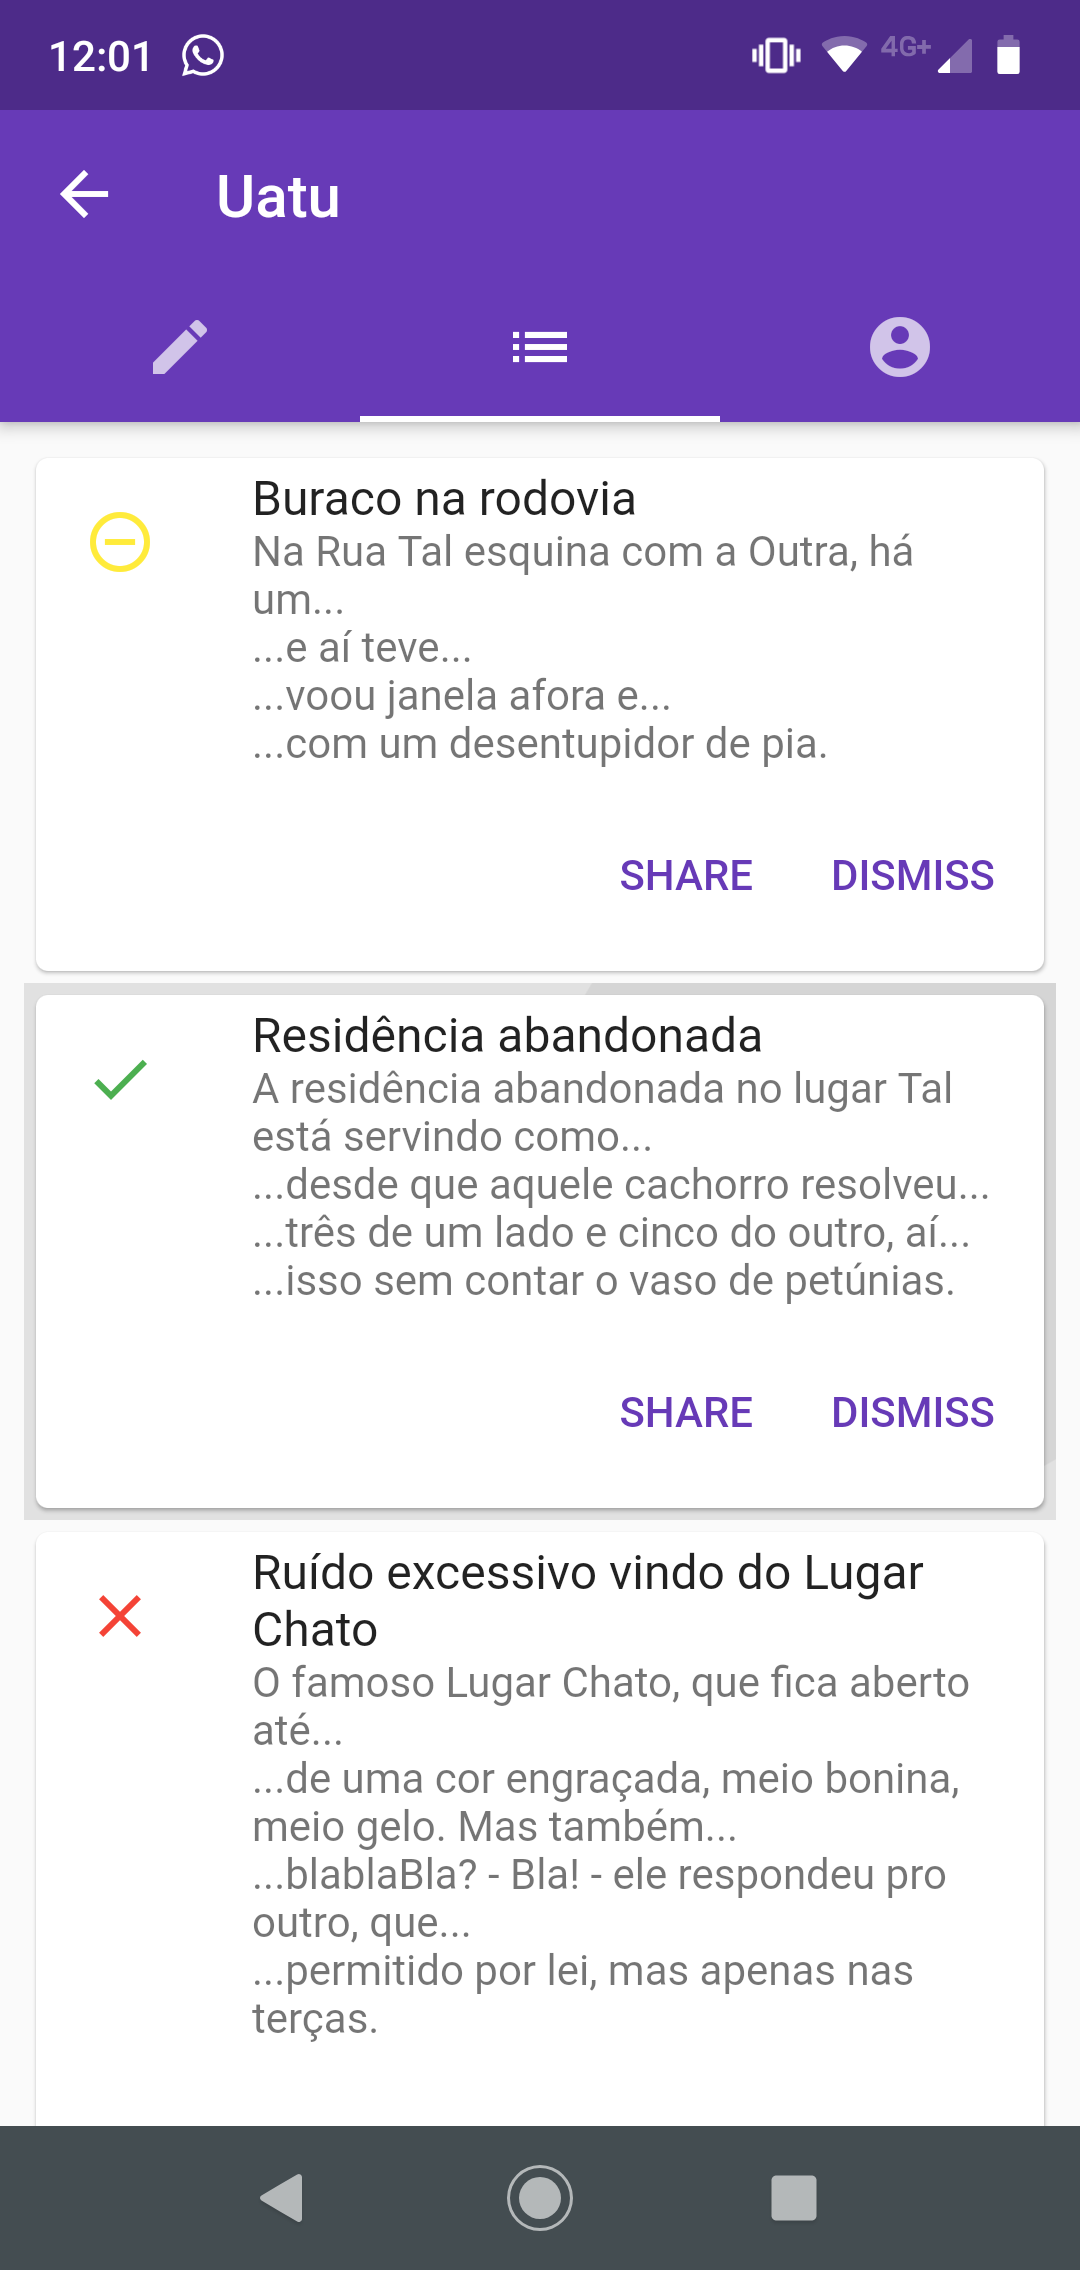 12:01
4G+
Uatu
Buraco na rodovia
Na Rua Tal esquina com a Outra, há
um...
...e aí teve...
...voou janela afora e...
...com um desentupidor de pia.
SHARE DISMISS
Residência abandonada
A residência abandonada no lugar Tal
está servindo como...
...desde que aquele cachorro resolveu...
...três de um lado e cinco do outro, aí...
...isso sem contar o vaso de petúnias.
SHARE DISMISS
Ruído excessivo vindo do Lugar
Chato
O famoso Lugar Chato, que fica aberto
até...
...de uma cor engraçada, meio bonina,
meio gelo. Mas também...
...blablaBla? - Bla! - ele respondeu pro
outro, que...
...permitido por lei, mas apenas nas
terças.